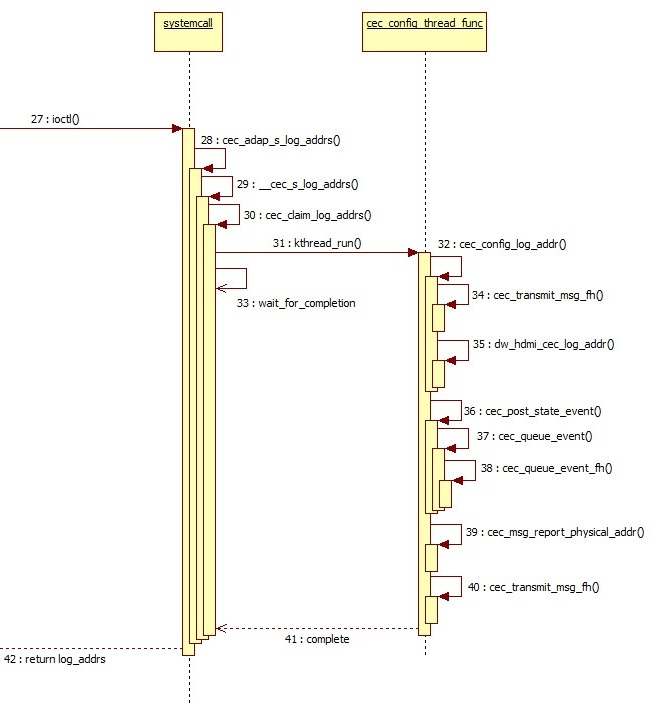 systemcall
cec_config_thread_func
27 : ioctl()
28 : cec_adap_s_log_addrs()
29 : __cec_s_log_addrs()
30 : cec_claim_log_addrs()
31 : kthread_run()
32 : cec_config_log_addr()
33 : wait_for_completion
34 : cec_transmit_msg_fh()
35 : dw_hdmi_cec_log_addr()
36 : cec_post_state_event()
37 : cec_queue_event()
38 : cec_queue_event_fh()
39 : cec_msg_report_physical_addr()
40 : cec_transmit_msg_fh()
41 : complete
42 : return log_addrs